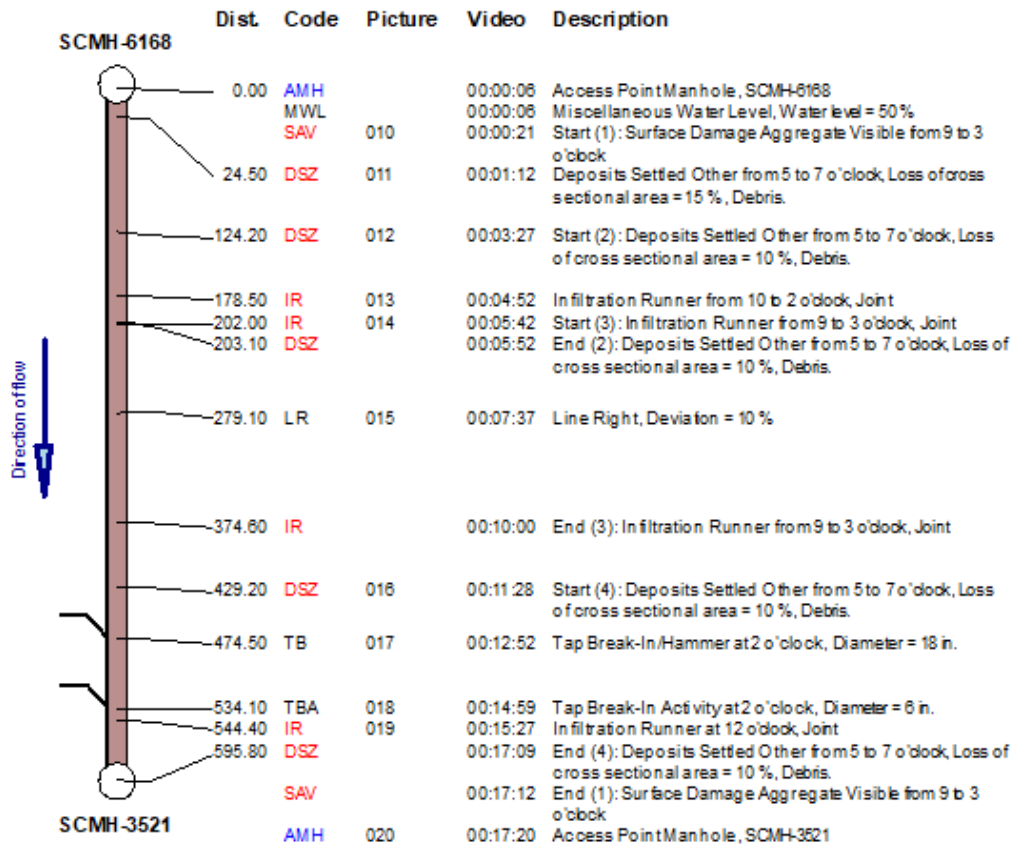 Dist. Code Picture Video Description
SCMH-6168
0.00 AMH 00:00:06 Access Point Manhole, SCMH-6168
MWL 00:00:06 Miscellaneous Water Level, Water level = 50%
SAV 010 00:00:21 Start (1): Surface Damage Aggregate Visible from 9 to 3
o'clock
24.50 DSZ 011 00:01:12 Deposits Settled Other from 5 to 7 o'clock, Loss of cross
sectional area = 15 %, Debris.
124.20 DSZ 012 00:03:27 Start (2): Deposits Settled Other from 5 to 7 o'clock, Loss
of cross sectional area = 10 %, Debris.
178.50 IR 013 00:04:52 Infiltration Runner from 10 to 2 o'clock, Joint
202.00 IR 014 00:05:42 Start (3): Infiltration Runner from 9 to 3 o'clock, Joint
203.10 DSZ 00:05:52 End (2): Deposits Settled Other from 5 to 7 o'clock, Loss of
cross sectional area = 10 %, Debris.
Direction of flow
279.10 LR 015 00:07:37 Line Right, Deviation = 10 %
374.60 IR 00:10:00 End (3): Infiltration Runner from 9 to 3 o'clock, Joint
429.20 DSZ 016 00:11:28 Start (4): Deposits Settled Other from 5 to 7 o'clock, Loss
of cross sectional area = 10 %, Debris.
474.50 TB 017 00:12:52 Tap Break-In/Hammer at 2 o'clock, Diameter = 18 in.
534.10 TBA 018 00:14:59 Tap Break-In Activity at 2 o'clock, Diameter = 6 in.
544.40 IR 019 00:15:27 Infiltration Runner at 12 o'clock, Joint
595.80 DSZ 00:17:09 End (4): Deposits Settled Other from 5 to 7 o'clock, Loss of
cross sectional area = 10 %, Debris.
SAV 00:17:12 End (1): Surface Damage Aggregate Visible from 9 to 3
o'clock
SCMH-3521
AMH 020 00:17:20 Access Point Manhole, SCMH-3521